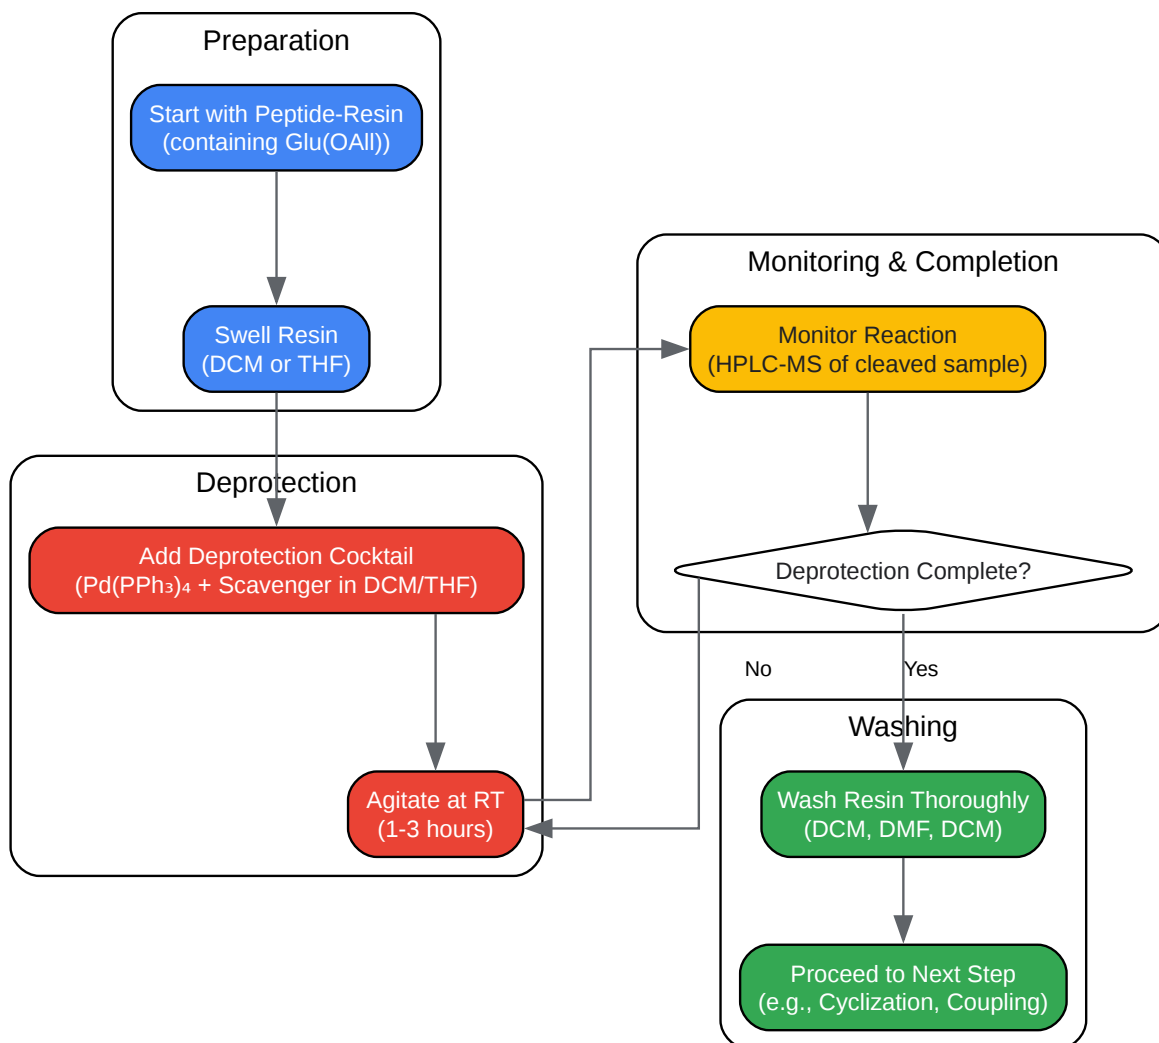 Preparation
Start with Peptide-Resin
(containing Glu(OAll))
Swell Resin
(DCM or THF)
Deprotection
Add Deprotection Cocktail
(Pd(PPh₃)₄ + Scavenger in DCM/THF)
Agitate at RT
(1-3 hours)
Monitoring & Completion
Monitor Reaction
(HPLC-MS of cleaved sample)
Deprotection Complete?
No
Yes
Washing
Wash Resin Thoroughly
(DCM, DMF, DCM)
Proceed to Next Step
(e.g., Cyclization, Coupling)